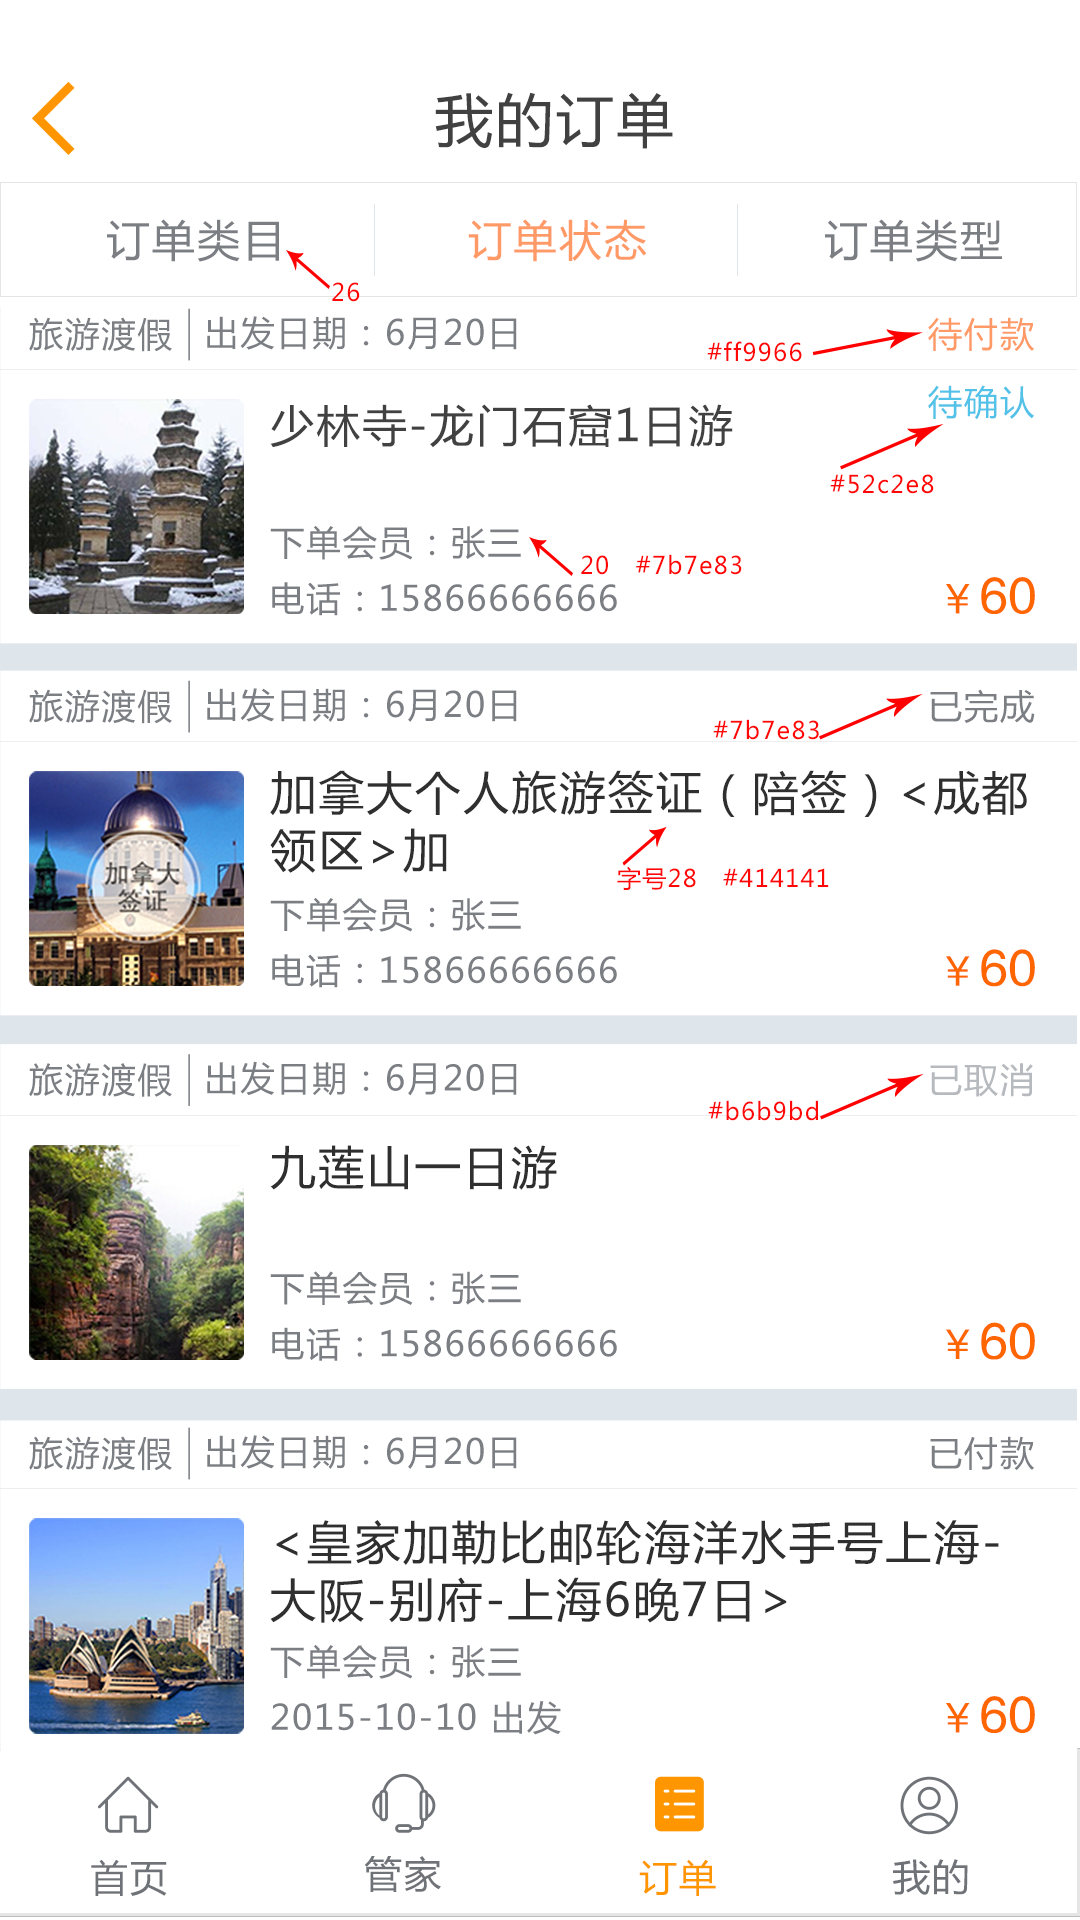 我的订单
订单类目 订单状态 订单类型
26
旅游渡假 出发日期：6月20日 #ff9966 待付款
少林寺-龙门石窟1日游 待确认
#52c2e8
下单会员：张三 20 #7b7e83
电话：15866666666 ¥60
旅游渡假 出发日期：6月20日 #7b7e83 已完成
加拿大个人旅游签证（陪签）<成都
领区>加
加拿大
签证
字号28 #414141
下单会员：张三
电话：15866666666 ¥60
旅游渡假 出发日期：6月20日 #b6b9bd 已取消
九莲山一日游
下单会员：张三
电话：15866666666 ¥60
旅游渡假 出发日期：6月20日 已付款
<皇家加勒比邮轮海洋水手号上海-
大阪-别府-上海6晚7日>
下单会员：张三
2015-10-10 出发 ¥60
首页 管家 订单 我的